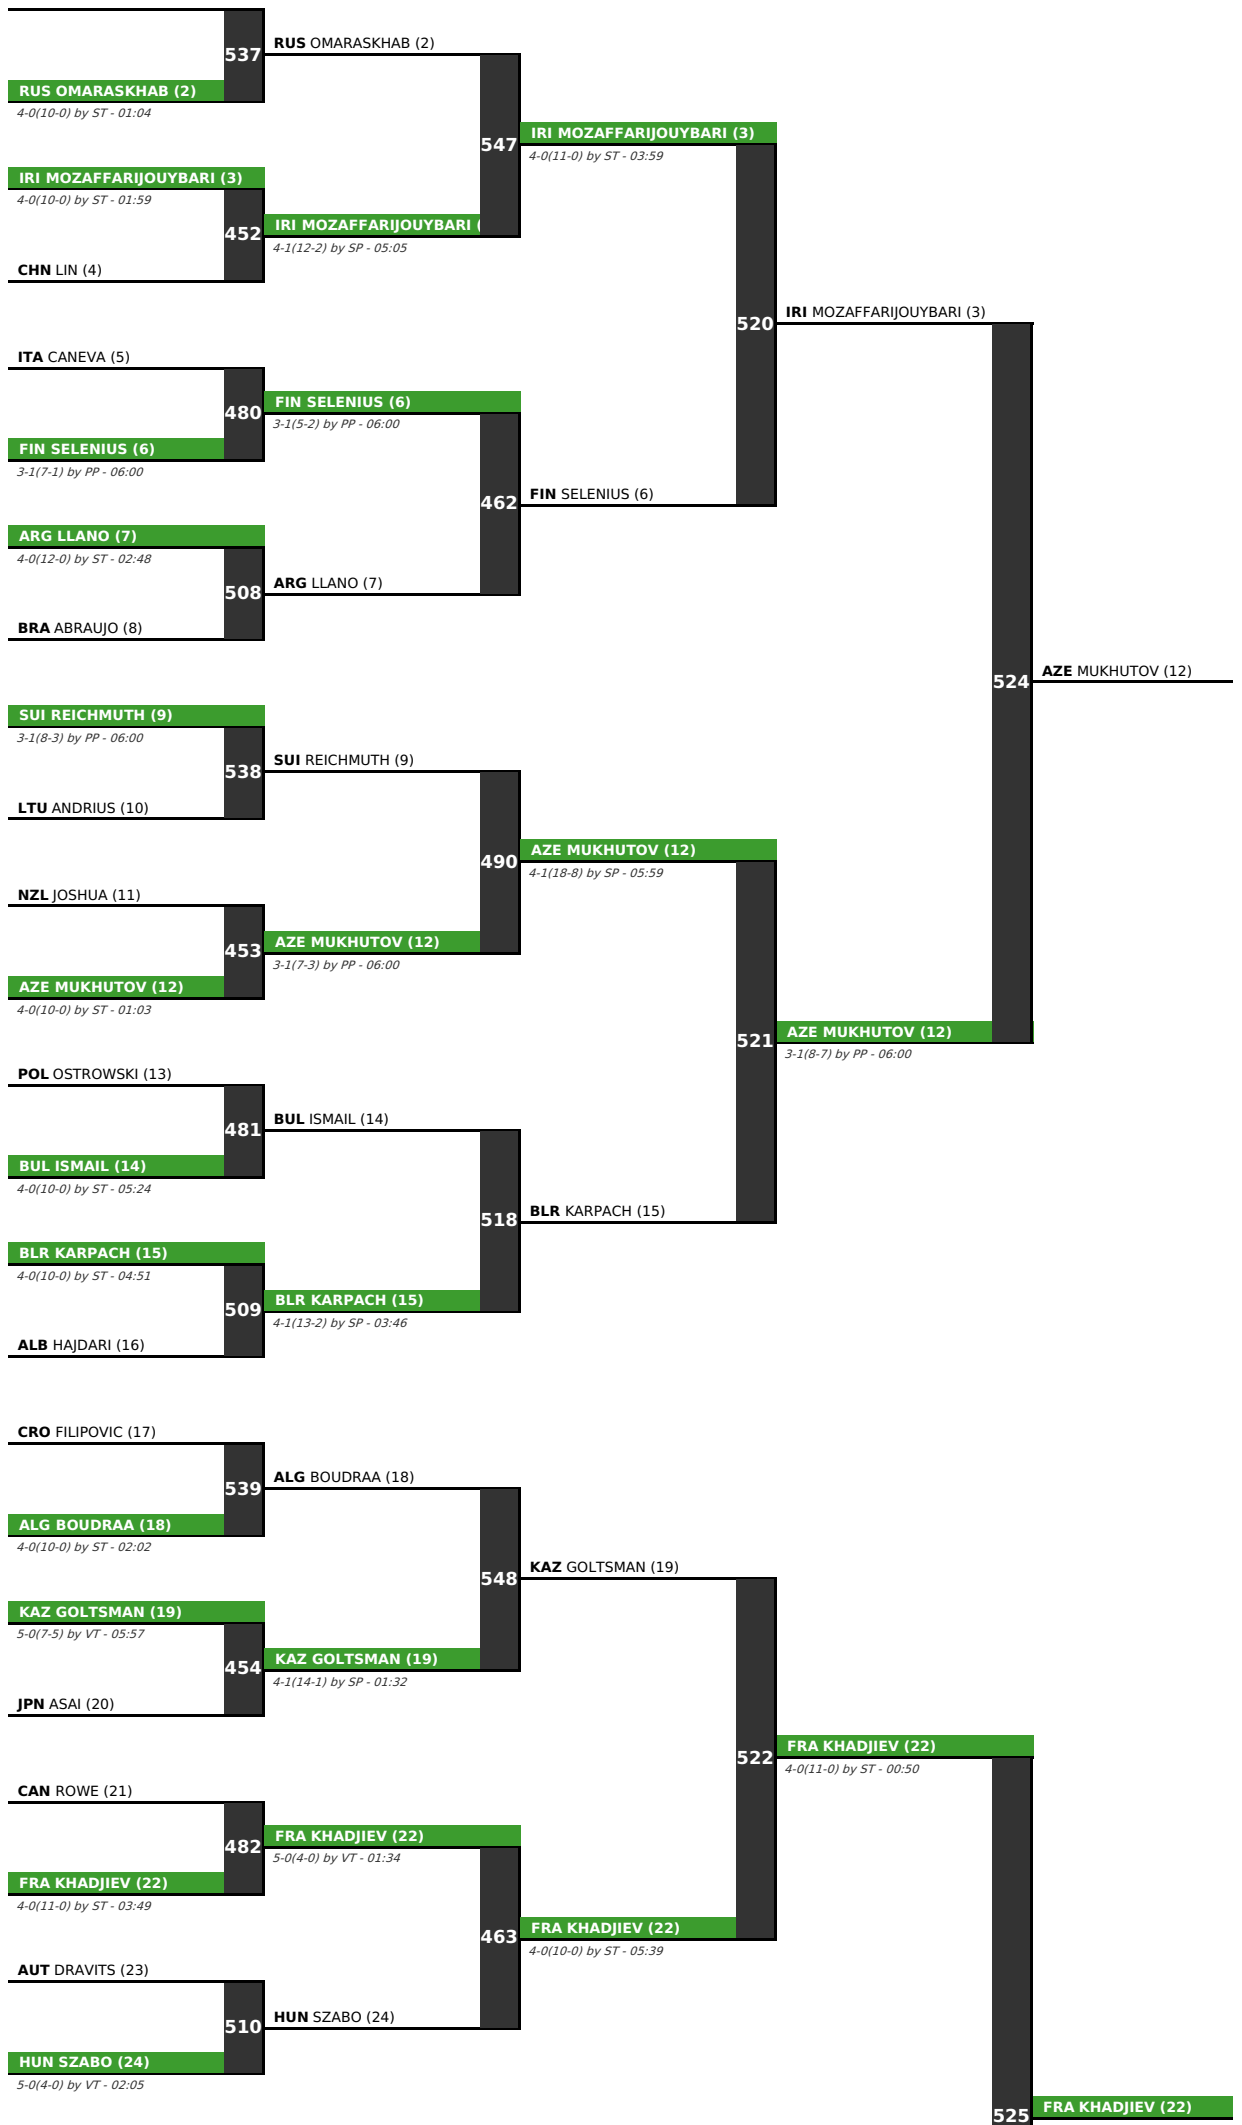 RUS OMARASKHAB (2)
537
RUS OMARASKHAB (2)
4-0(10-0) by ST - 01:04
IRI MOZAFFARIJOUYBARI (3)
547
4-0(11-0) by ST - 03:59
IRI MOZAFFARIJOUYBARI (3)
4-0(10-0) by ST - 01:59
IRI MOZAFFARIJOUYBARI (
452
4-1(12-2) by SP - 05:05
CHN LIN (4)
IRI MOZAFFARIJOUYBARI (3)
520
ITA CANEVA (5)
FIN SELENIUS (6)
480
3-1(5-2) by PP - 06:00
FIN SELENIUS (6)
3-1(7-1) by PP - 06:00
FIN SELENIUS (6)
462
ARG LLANO (7)
4-0(12-0) by ST - 02:48
ARG LLANO (7)
508
BRA ABRAUJO (8)
AZE MUKHUTOV (12)
524
SUI REICHMUTH (9)
3-1(8-3) by PP - 06:00
SUI REICHMUTH (9)
538
LTU ANDRIUS (10)
AZE MUKHUTOV (12)
490
4-1(18-8) by SP - 05:59
NZL JOSHUA (11)
AZE MUKHUTOV (12)
453
3-1(7-3) by PP - 06:00
AZE MUKHUTOV (12)
4-0(10-0) by ST - 01:03
AZE MUKHUTOV (12)
521
3-1(8-7) by PP - 06:00
POL OSTROWSKI (13)
BUL ISMAIL (14)
481
BUL ISMAIL (14)
4-0(10-0) by ST - 05:24
BLR KARPACH (15)
518
BLR KARPACH (15)
4-0(10-0) by ST - 04:51
BLR KARPACH (15)
509
4-1(13-2) by SP - 03:46
ALB HAJDARI (16)
CRO FILIPOVIC (17)
ALG BOUDRAA (18)
539
ALG BOUDRAA (18)
4-0(10-0) by ST - 02:02
KAZ GOLTSMAN (19)
548
KAZ GOLTSMAN (19)
5-0(7-5) by VT - 05:57
KAZ GOLTSMAN (19)
454
4-1(14-1) by SP - 01:32
JPN ASAI (20)
FRA KHADJIEV (22)
522
4-0(11-0) by ST - 00:50
CAN ROWE (21)
FRA KHADJIEV (22)
482
5-0(4-0) by VT - 01:34
FRA KHADJIEV (22)
4-0(11-0) by ST - 03:49
FRA KHADJIEV (22)
463
4-0(10-0) by ST - 05:39
AUT DRAVITS (23)
HUN SZABO (24)
510
HUN SZABO (24)
5-0(4-0) by VT - 02:05
FRA KHADJIEV (22)
525